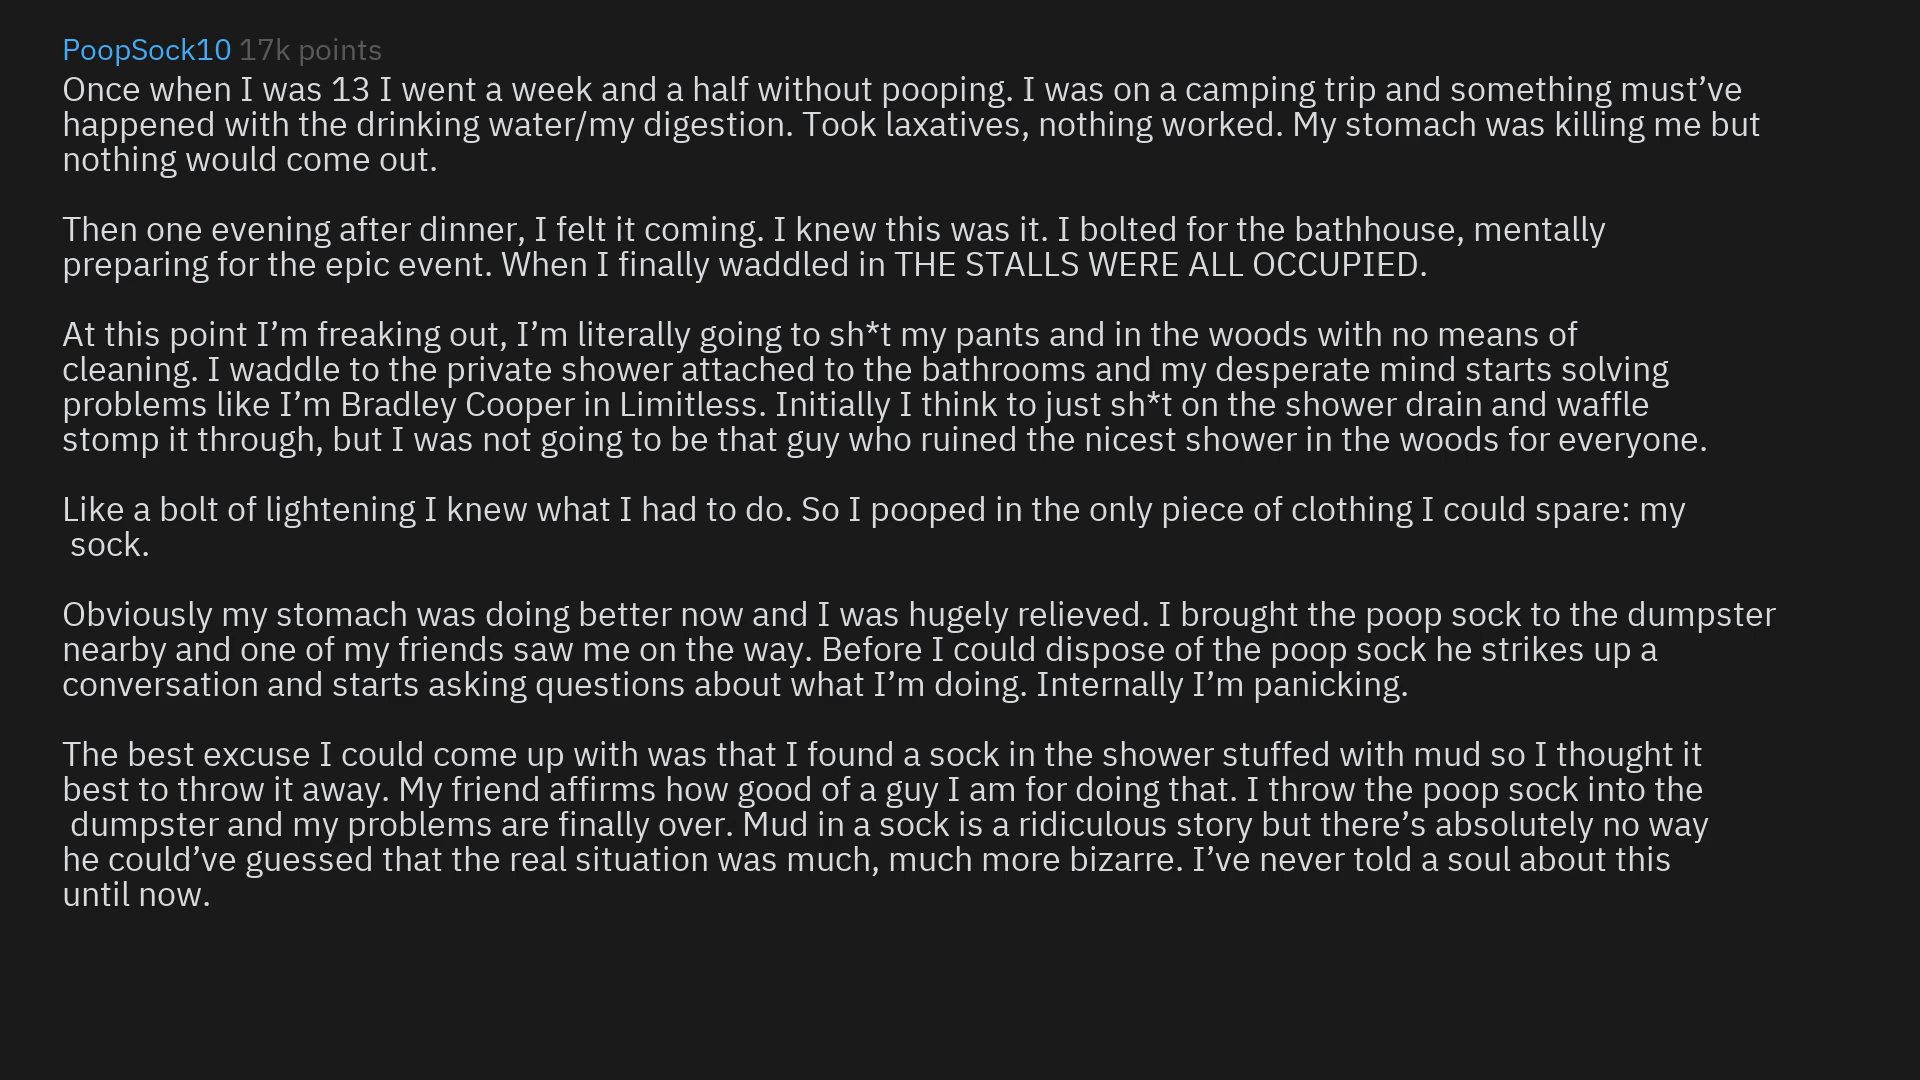 PoopSock10 17k points
Once when I was 13 I went a week and a half without pooping. I was on a camping trip and something must’ve
happened with the drinking water/my digestion. Took laxatives, nothing worked. My stomach was killing me but
nothing would come out.
Then one evening after dinner, I felt it coming. I knew this was it. I bolted for the bathhouse, mentally
preparing for the epic event. When I finally waddled in THE STALLS WERE ALL OCCUPIED.
At this point I’m freaking out, I’m literally going to sh*t my pants and in the woods with no means of
cleaning. I waddle to the private shower attached to the bathrooms and my desperate mind starts solving
problems like I’m Bradley Cooper in Limitless. Initially I think to just sh*t on the shower drain and waffle
stomp it through, but I was not going to be that guy who ruined the nicest shower in the woods for everyone.
Like a bolt of lightening I knew what I had to do. So I pooped in the only piece of clothing I could spare: my
sock.
Obviously my stomach was doing better now and I was hugely relieved. I brought the poop sock to the dumpster
nearby and one of my friends saw me on the way. Before I could dispose of the poop sock he strikes up a
conversation and starts asking questions about what I’m doing. Internally I’m panicking.
The best excuse I could come up with was that I found a sock in the shower stuffed with mud so I thought it
best to throw it away. My friend affirms how good of a guy I am for doing that. I throw the poop sock into the
dumpster and my problems are finally over. Mud in a sock is a ridiculous story but there’s absolutely no way
he could’ve guessed that the real situation was much, much more bizarre. I’ve never told a soul about this
until now.